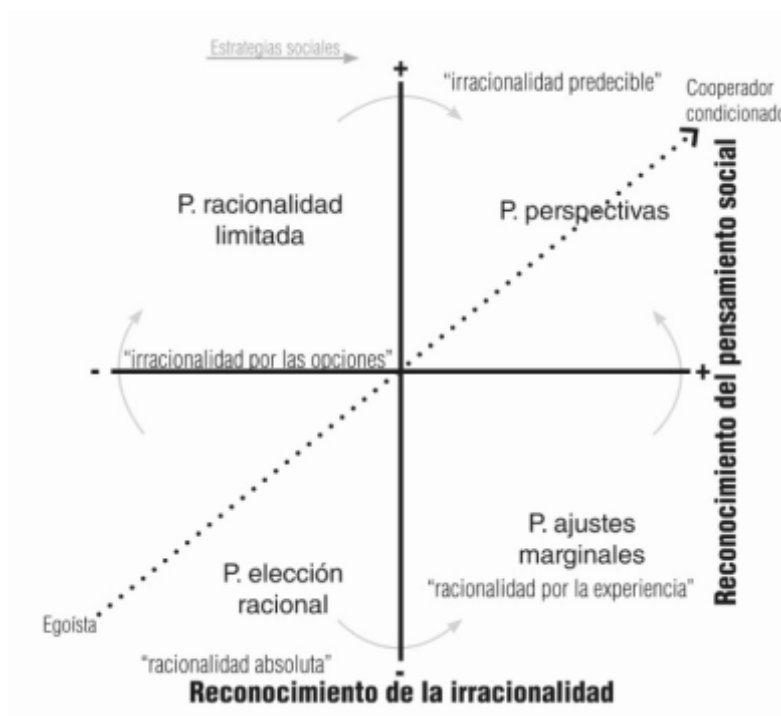 Estrategias sociales
+
"irracionalidad predecible"
Cooperador
condicionado
P. racionalidad
limitada
P. perspectivas
Reconocimiento del pensamiento social
"irracionalidad por las opciones"
-
+
P. elección
racional
P. ajustes
marginales
"racionalidad por la experiencia"
Egoísta
"racionalidad absoluta"
-
Reconocimiento de la irracionalidad